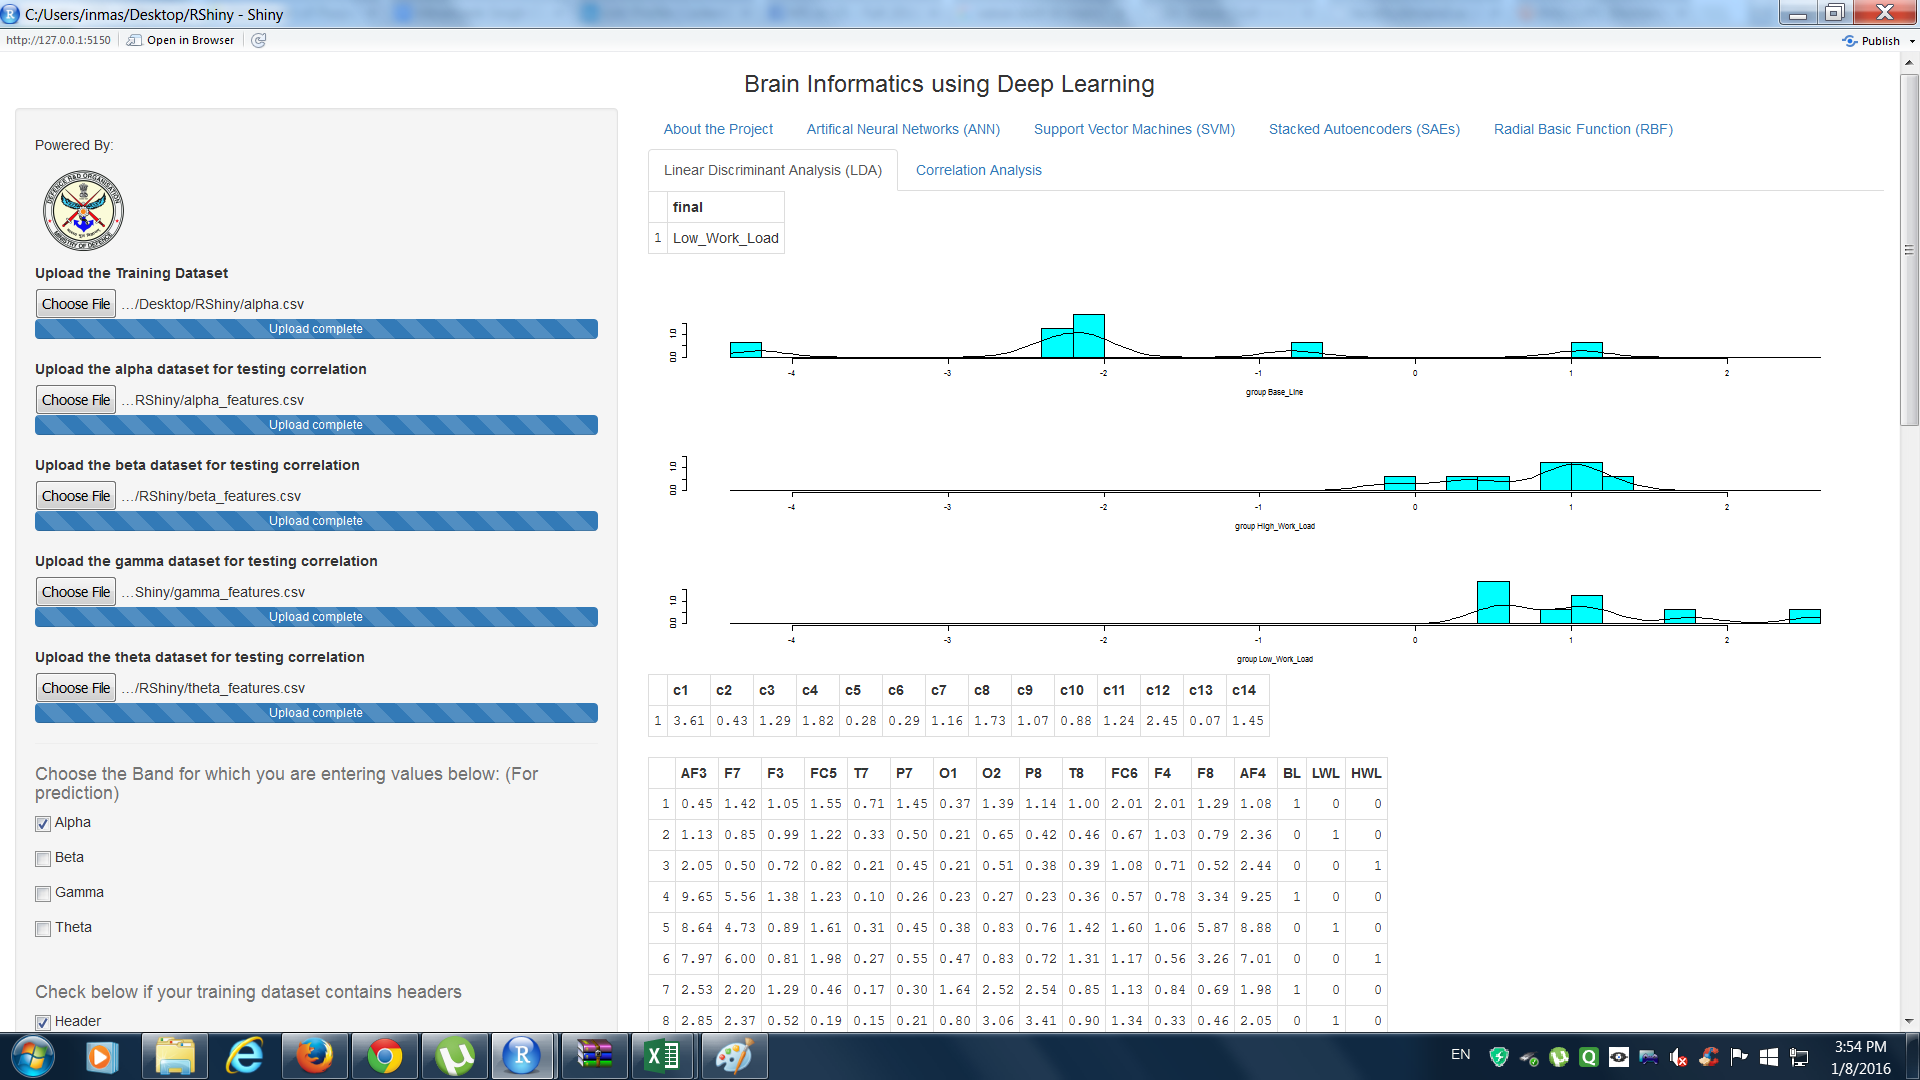 C:/Users/inmas/Desktop/RShiny - Shiny
http://127.0.0.1:5150 Open in Browser Publish
Brain Informatics using Deep Learning
Powered By:
DEFENCE R&D ORGANISATION
MINISTRY OF DEFENCE
Upload the Training Dataset
Choose File .../Desktop/RShiny/alpha.csv
Upload complete
Upload the alpha dataset for testing correlation
Choose File ...RShiny/alpha_features.csv
Upload complete
Upload the beta dataset for testing correlation
Choose File .../RShiny/beta_features.csv
Upload complete
Upload the gamma dataset for testing correlation
Choose File ...Shiny/gamma_features.csv
Upload complete
Upload the theta dataset for testing correlation
Choose File .../RShiny/theta_features.csv
Upload complete
Choose the Band for which you are entering values below: (For
prediction)
Alpha
Beta
Gamma
Theta
Check below if your training dataset contains headers
Header
About the Project Artifical Neural Networks (ANN) Support Vector Machines (SVM) Stacked Autoencoders (SAEs) Radial Basic Function (RBF)
Linear Discriminant Analysis (LDA) Correlation Analysis
final
1 Low_Work_Load
0.0 1.0
-4 -3 -2 -1 0 1 2
group Base_Line
0.0 1.0
-4 -3 -2 -1 0 1 2
group High_Work_Load
0.0 1.0
-4 -3 -2 -1 0 1 2
group Low_Work_Load
c1 c2 c3 c4 c5 c6 c7 c8 c9 c10 c11 c12 c13 c14
1 3.61 0.43 1.29 1.82 0.28 0.29 1.16 1.73 1.07 0.88 1.24 2.45 0.07 1.45
AF3 F7 F3 FC5 T7 P7 O1 O2 P8 T8 FC6 F4 F8 AF4 BL LWL HWL
1 0.45 1.42 1.05 1.55 0.71 1.45 0.37 1.39 1.14 1.00 2.01 2.01 1.29 1.08 1 0 0
2 1.13 0.85 0.99 1.22 0.33 0.50 0.21 0.65 0.42 0.46 0.67 1.03 0.79 2.36 0 1 0
3 2.05 0.50 0.72 0.82 0.21 0.45 0.21 0.51 0.38 0.39 1.08 0.71 0.52 2.44 0 0 1
4 9.65 5.56 1.38 1.23 0.10 0.26 0.23 0.27 0.23 0.36 0.57 0.78 3.34 9.25 1 0 0
5 8.64 4.73 0.89 1.61 0.31 0.45 0.38 0.83 0.76 1.42 1.60 1.06 5.87 8.88 0 1 0
6 7.97 6.00 0.81 1.98 0.27 0.55 0.47 0.83 0.72 1.31 1.17 0.56 3.26 7.01 0 0 1
7 2.53 2.20 1.29 0.46 0.17 0.30 1.64 2.52 2.54 0.85 1.13 0.84 0.69 1.98 1 0 0
8 2.85 2.37 0.52 0.19 0.15 0.21 0.80 3.06 3.41 0.90 1.34 0.33 0.46 2.05 0 1 0
EN
3:54 PM
1/8/2016